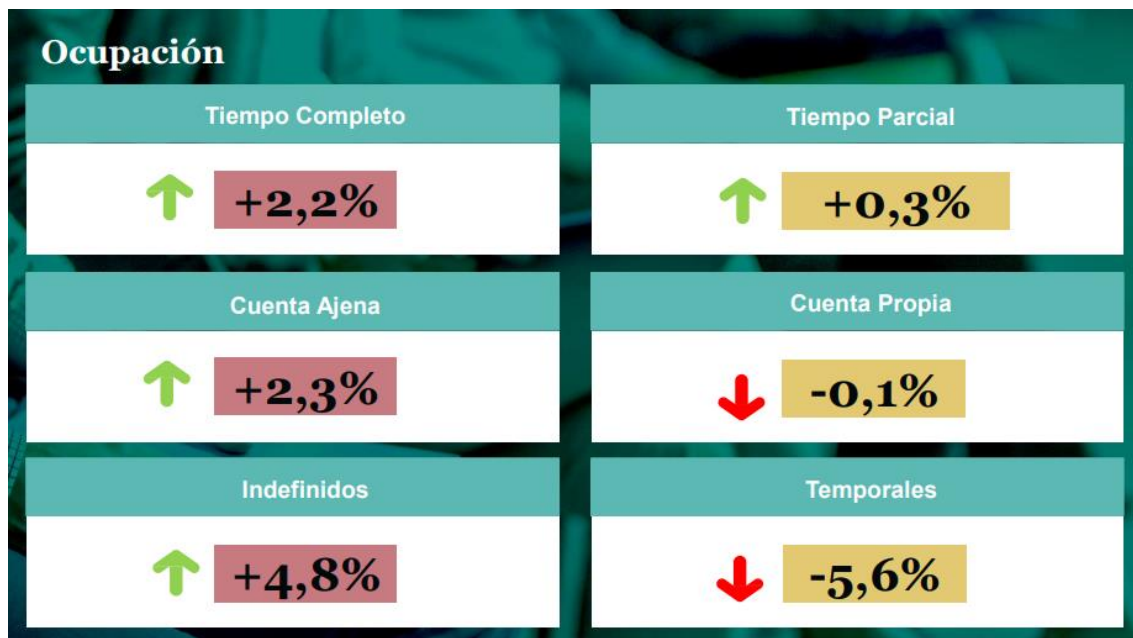 Ocupación
Tiempo Completo
+2,2%
Tiempo Parcial
+0,3%
Cuenta Ajena
+2,3%
Cuenta Propia
-0,1%
Indefinidos
+4,8%
Temporales
-5,6%